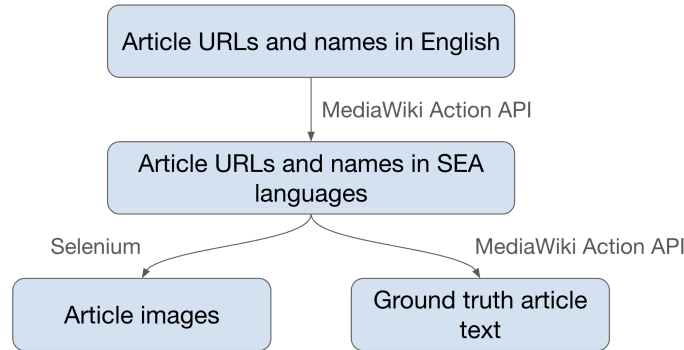 Article URLs and names in English
MediaWiki Action API
Article URLs and names in SEA
languages
Selenium
MediaWiki Action API
Article images
Ground truth article
text